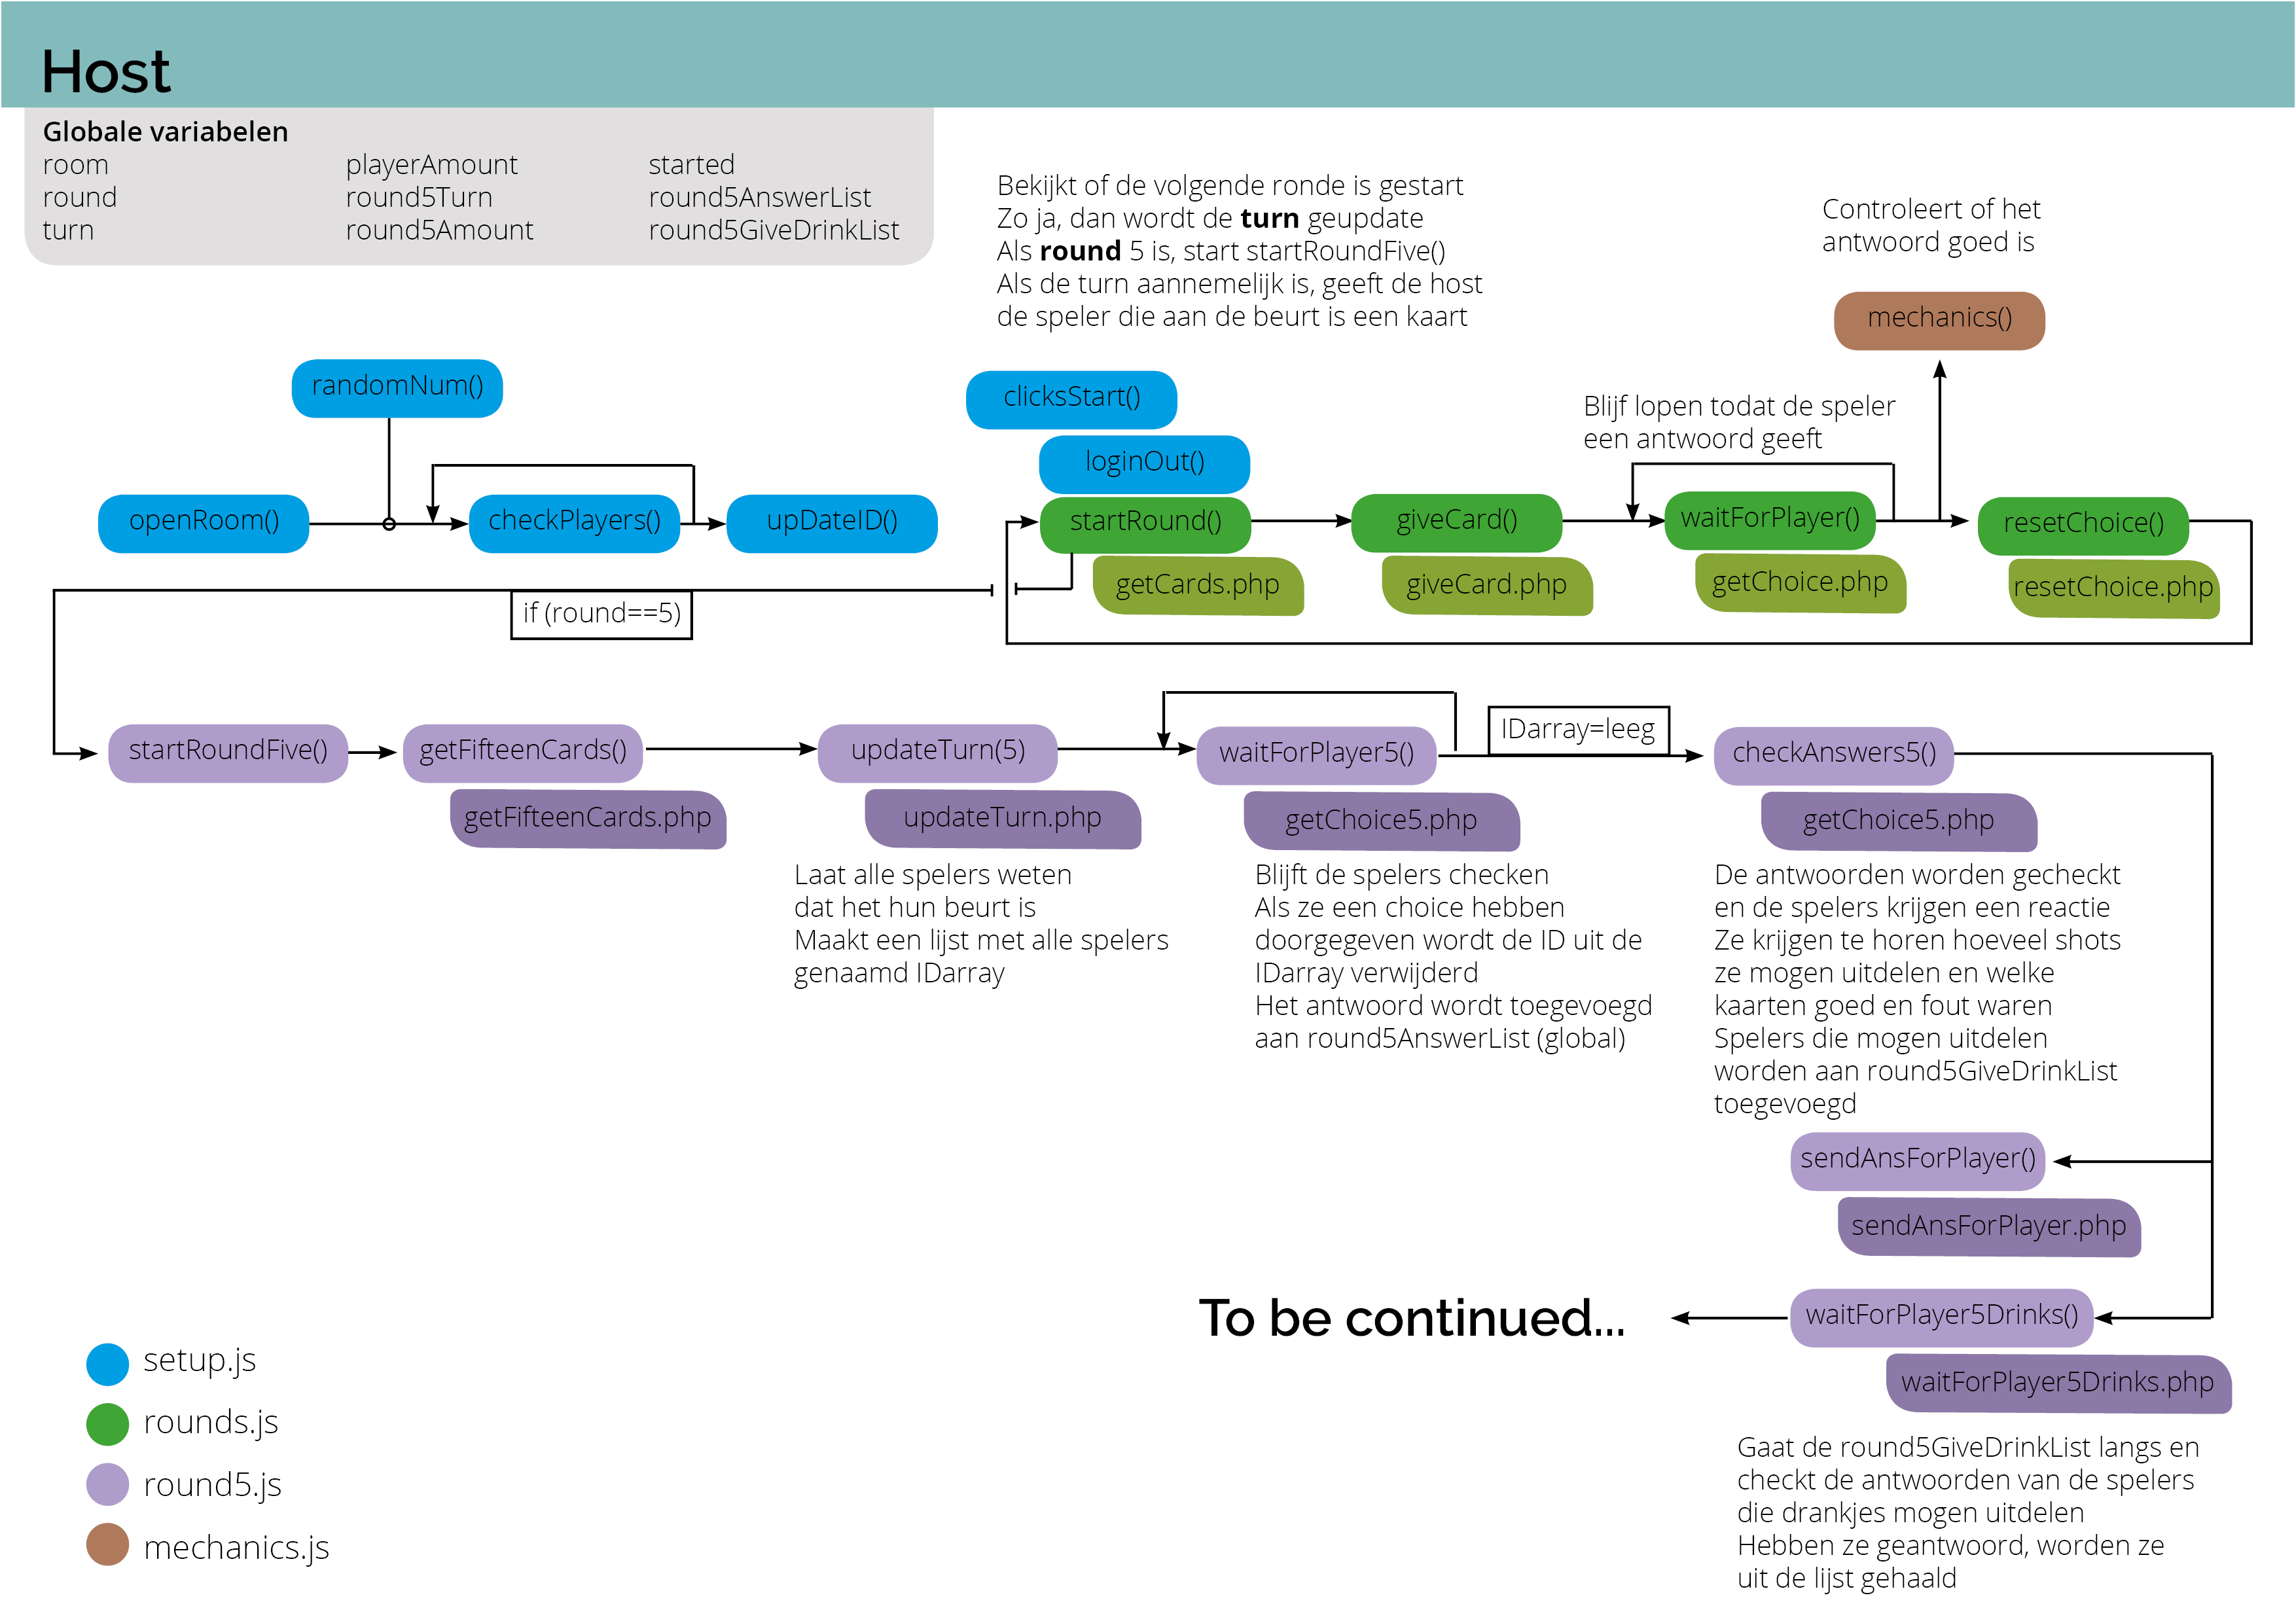 Host
Globale variabelen
room
round
turn
playerAmount
round5Turn
round5Amount
started
round5AnswerList
round5GiveDrinkList
Bekijkt of de volgende ronde is gestart
Zo ja, dan wordt de turn geupdate
Als round 5 is, start startRoundFive()
Als de turn aannemelijk is, geeft de host
de speler die aan de beurt is een kaart
Controleert of het
antwoord goed is
mechanics()
randomNum()
clicksStart()
Blijf lopen todat de speler
een antwoord geeft
loginOut()
openRoom()
checkPlayers()
upDateID()
startRound()
giveCard()
waitForPlayer()
resetChoice()
getCards.php
giveCard.php
getChoice.php
resetChoice.php
if (round==5)
IDarray=leeg
startRoundFive()
getFifteenCards()
updateTurn(5)
waitForPlayer5()
checkAnswers5()
getFifteenCards.php
updateTurn.php
getChoice5.php
getChoice5.php
Laat alle spelers weten
dat het hun beurt is
Maakt een lijst met alle spelers
genaamd IDarray
Blijft de spelers checken
Als ze een choice hebben
doorgegeven wordt de ID uit de
IDarray verwijderd
Het antwoord wordt toegevoegd
aan round5AnswerList (global)
De antwoorden worden gecheckt
en de spelers krijgen een reactie
Ze krijgen te horen hoeveel shots
ze mogen uitdelen en welke
kaarten goed en fout waren
Spelers die mogen uitdelen
worden aan round5GiveDrinkList
toegevoegd
sendAnsForPlayer()
sendAnsForPlayer.php
waitForPlayer5Drinks()
To be continued...
waitForPlayer5Drinks.php
Gaat de round5GiveDrinkList langs en
checkt de antwoorden van de spelers
die drankjes mogen uitdelen
Hebben ze geantwoord, worden ze
uit de lijst gehaald
setup.js
rounds.js
round5.js
mechanics.js